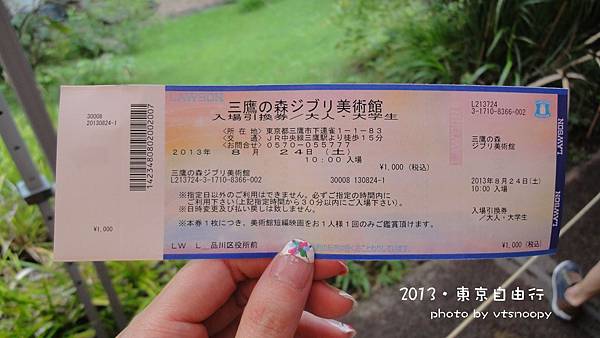 LAWSON
三鷹の森ジブリ美術館
入場引換券／大人・大学生
＜所在地＞東京都三鷹市下連雀1-1-83
＜交通＞JR中央線三鷹駅より徒歩15分
＜お問合せ＞0570-055777
2013年 8月 24日(土)
10:00 入場
¥1,000(税込)
三鷹の森ジブリ美術館
L213724 3-1710-8366-002
30008 130824-I
※指定日以外のご利用はできません。必ずご指定の時間内に
ご利用下さい(上記指定時間から30分以内にご入場下さい)。
※日時変更及び払い戻しは致しません。
※本券1枚につき、美術館短編映画をお1人様1回のみご鑑賞頂けます。
LW L 品川区役所前
30008
20130824-I
1423480802002007
¥1,000
L213724
3-1710-8366-002
三鷹の森
ジブリ美術館
2013年8月24日(土)
10:00 入場
入場引換券
／大人・大学生
¥1,000(税込)
LAWSON
LAWSON
2013・東京自由行
photo by vtsnoopy